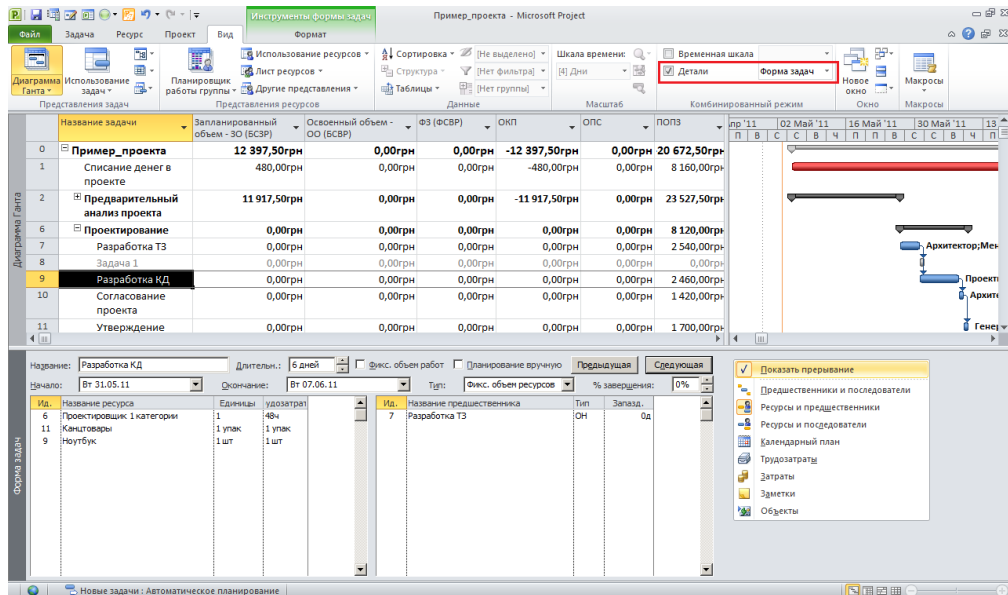 Инструменты формы задач
Пример_проекта - Microsoft Project
Файл Задача Ресурс Проект Вид Формат
Диаграмма Ганта
Использование задач
Планировщик работы группы
Использование ресурсов
Лист ресурсов
Другие представления
Сортировка
Структура
Таблицы
[Не выделено]
[Нет фильтра]
[Нет группы]
Шкала времени:
[4] Дни
Временная шкала
Детали Форма задач
Новое окно
Макросы
Представления задач Представления ресурсов Данные Масштаб Комбинированный режим Окно Макросы
Название задачи Запланированный объем - ЗО (БСЗР) Освоенный объем - ОО (БСВР) ФЗ (ФСВР) ОКП ОПС ПОПЗ
апр '11 02 Май '11 16 Май '11 30 Май '11 13
П В С С В Ч П П В С С В Ч П
0 Пример_проекта 12 397,50грн 0,00грн 0,00грн -12 397,50грн 0,00грн 20 672,50грн
1 Списание денег в проекте 480,00грн 0,00грн 0,00грн -480,00грн 0,00грн 8 160,00грн
2 Предварительный анализ проекта 11 917,50грн 0,00грн 0,00грн -11 917,50грн 0,00грн 23 527,50грн
6 Проектирование 0,00грн 0,00грн 0,00грн 0,00грн 0,00грн 8 120,00грн
7 Разработка ТЗ 0,00грн 0,00грн 0,00грн 0,00грн 0,00грн 2 540,00грн
Архитектор;Мен
8 Задача 1 0,00грн 0,00грн 0,00грн 0,00грн 0,00грн 0,00грн
9 Разработка КД 0,00грн 0,00грн 0,00грн 0,00грн 0,00грн 2 460,00грн
Проекти
10 Согласование проекта 0,00грн 0,00грн 0,00грн 0,00грн 0,00грн 1 420,00грн
Архите
11 Утверждение 0,00грн 0,00грн 0,00грн 0,00грн 0,00грн 1 700,00грн
Генер
Диаграмма Ганта
Название: Разработка КД Длительн.: 6 дней Фикс. объем работ Планирование вручную Предыдущая Следующая
Начало: Вт 31.05.11 Окончание: Вт 07.06.11 Тип: Фикс. объем ресурсов % завершения: 0%
Ид. Название ресурса Единицы удозатрат
6 Проектировщик 1 категории 1 48ч
11 Канцтовары 1 упак 1 упак
9 Ноутбук 1 шт 1 шт
Ид. Название предшественника Тип Запазд.
7 Разработка ТЗ ОН 0д
Показать прерывание
Предшественники и последователи
Ресурсы и предшественники
Ресурсы и последователи
Календарный план
Трудозатраты
Затраты
Заметки
Объекты
Форма задач
Новые задачи : Автоматическое планирование